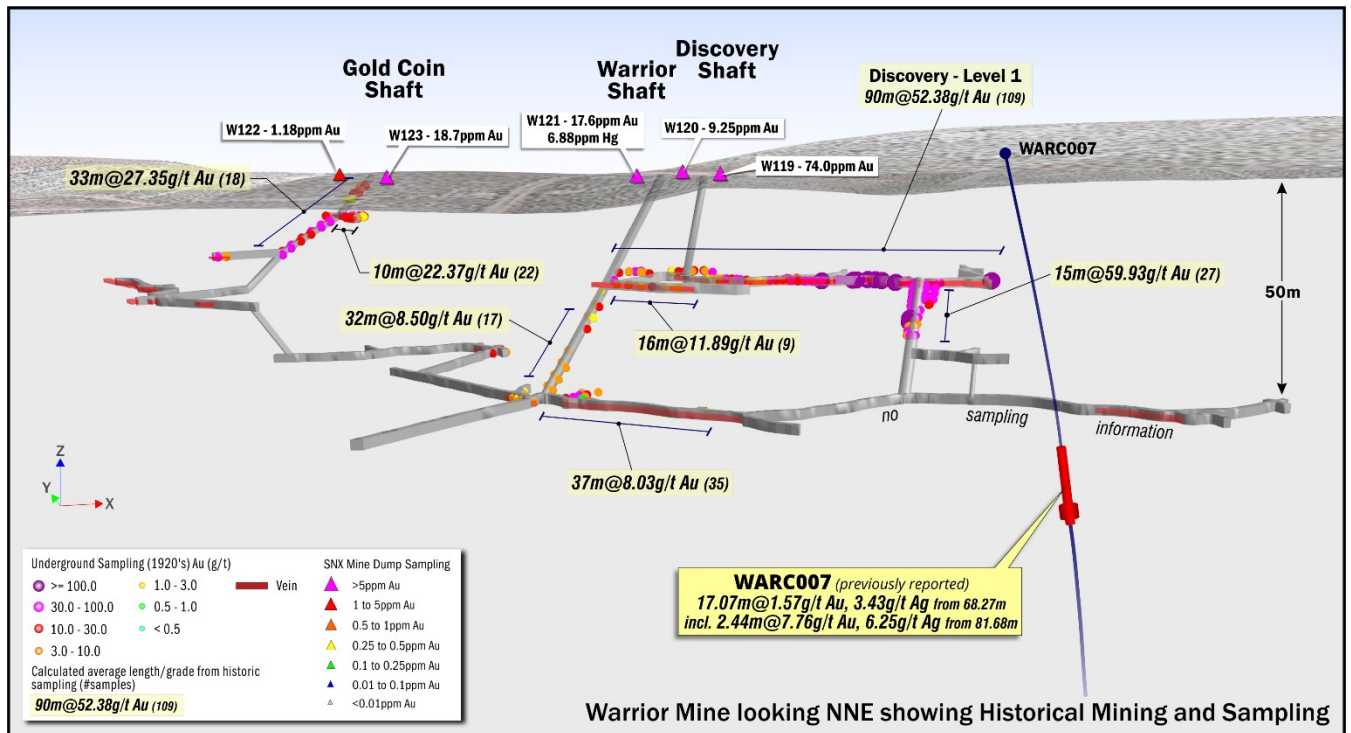 Gold Coin
Shaft
Warrior
Shaft
Discovery
Shaft
Discovery - Level 1
90m@52.38g/t Au (109)
W122 - 1.18ppm Au
W123 - 18.7ppm Au
W121 - 17.6ppm Au
6.88ppm Hg
W120 - 9.25ppm Au
W119 - 74.0ppm Au
WARC007
33m@27.35g/t Au (18)
10m@22.37g/t Au (22)
15m@59.93g/t Au (27)
50m
32m@8.50g/t Au (17)
16m@11.89g/t Au (9)
no sampling information
37m@8.03g/t Au (35)
Z
Y
X
WARC007 (previously reported)
17.07m@1.57g/t Au, 3.43g/t Ag from 68.27m
incl. 2.44m@7.76g/t Au, 6.25g/t Ag from 81.68m
Underground Sampling (1920's) Au (g/t)
>= 100.0
30.0 - 100.0
10.0 - 30.0
3.0 - 10.0
1.0 - 3.0
0.5 - 1.0
< 0.5
Vein
Calculated average length/grade from historic
sampling (#samples)
90m@52.38g/t Au (109)
SNX Mine Dump Sampling
>5ppm Au
1 to 5ppm Au
0.5 to 1ppm Au
0.25 to 0.5ppm Au
0.1 to 0.25ppm Au
0.01 to 0.1ppm Au
<0.01ppm Au
Warrior Mine looking NNE showing Historical Mining and Sampling